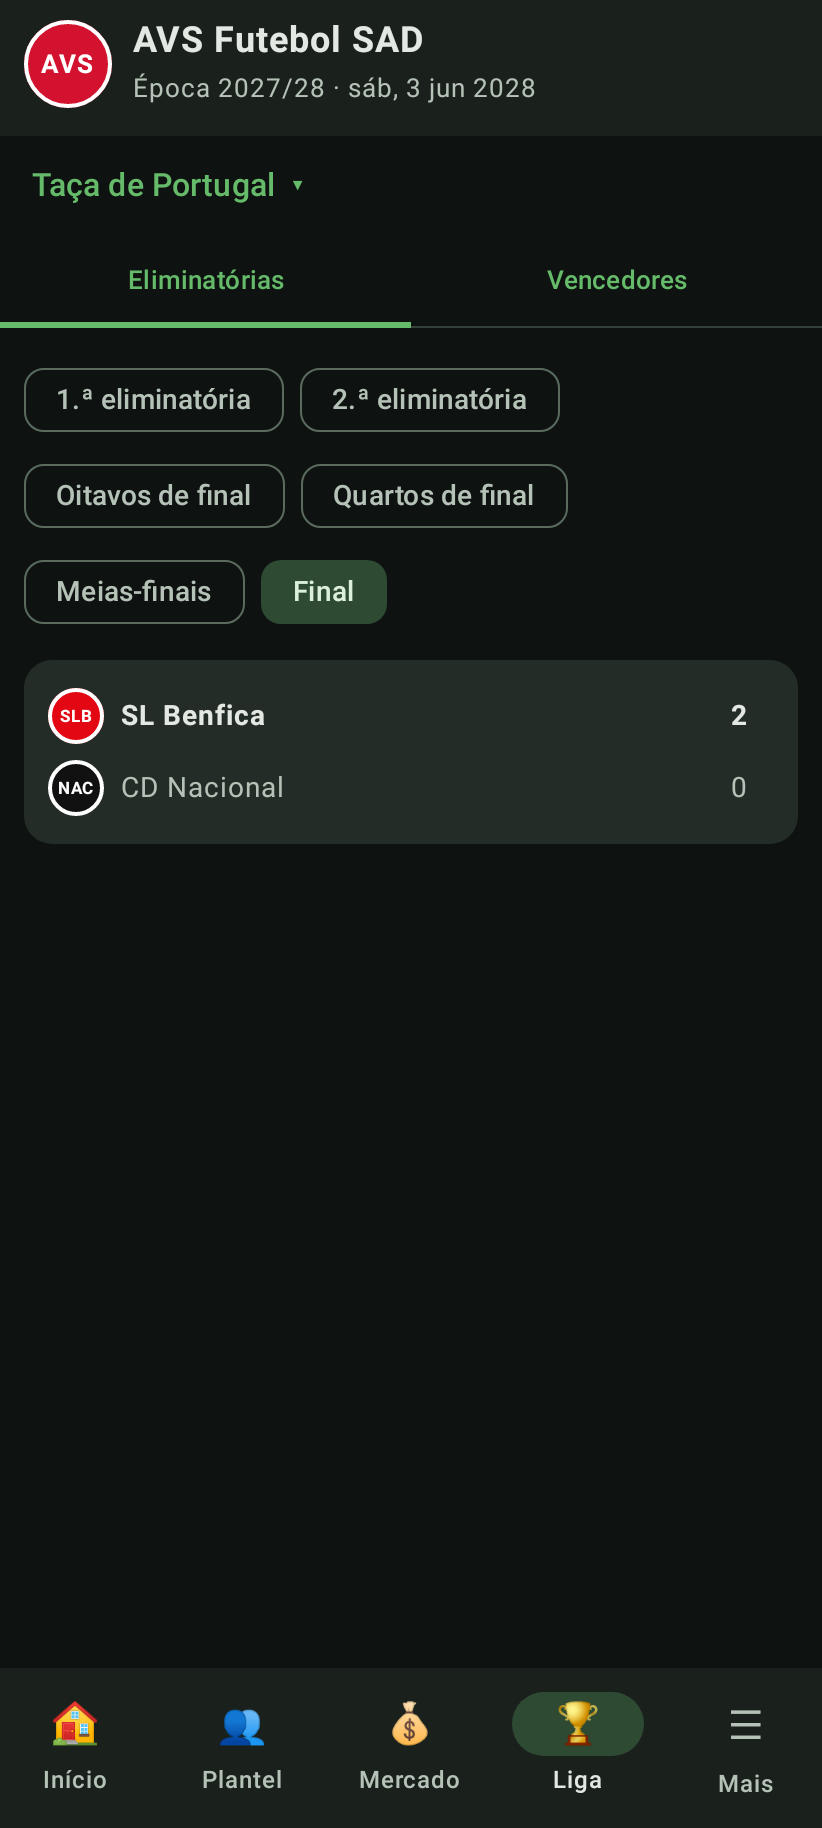 AVS
AVS Futebol SAD
Época 2027/28 · sáb, 3 jun 2028
Taça de Portugal ▾
Eliminatórias
Vencedores
1.ª eliminatória
2.ª eliminatória
Oitavos de final
Quartos de final
Meias-finais
Final
SLB SL Benfica 2
NAC CD Nacional 0
Início
Plantel
Mercado
Liga
Mais